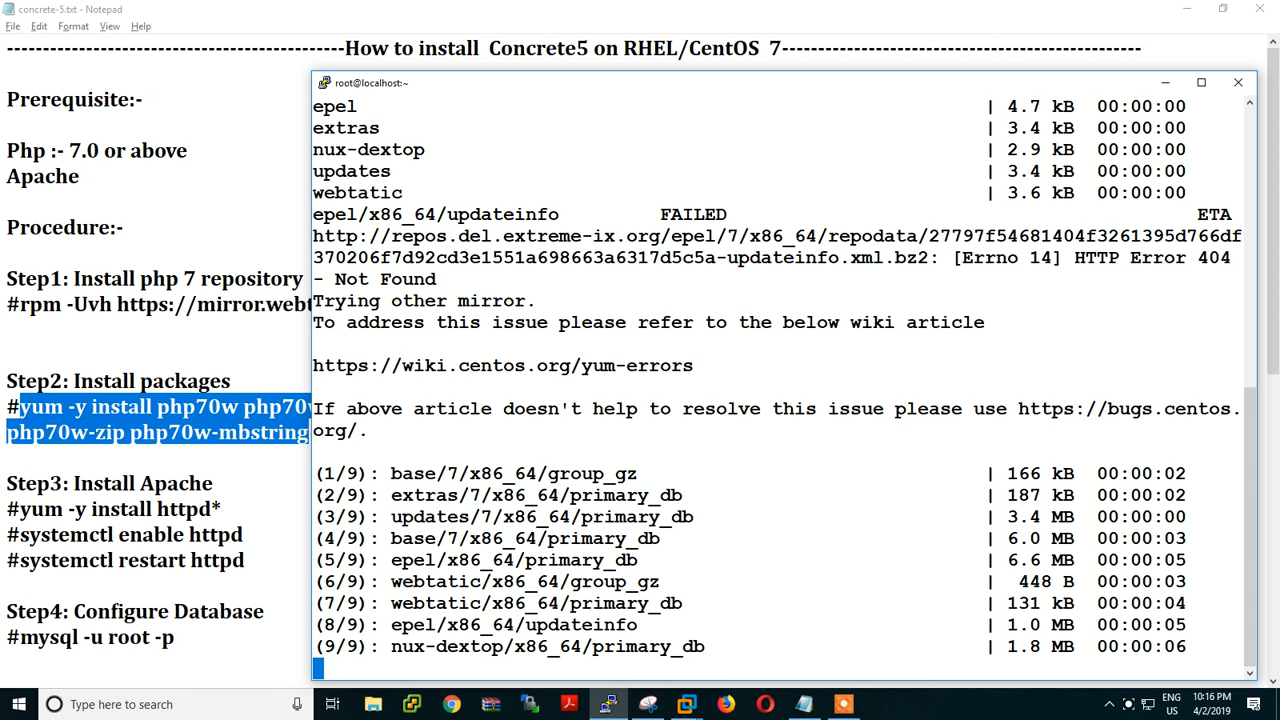 concrete-5.txt - Notepad
File Edit Format View Help
-----------------------------------------------How to install  Concrete5 on RHEL/CentOS  7--------------------------------------------------
Prerequisite:-
Php :- 7.0 or above
Apache
Procedure:-
Step1: Install php 7 repository
#rpm -Uvh https://mirror.webt
Step2: Install packages
#yum -y install php70w php70w
php70w-zip php70w-mbstring
Step3: Install Apache
#yum -y install httpd*
#systemctl enable httpd
#systemctl restart httpd
Step4: Configure Database
#mysql -u root -p
root@localhost:~
epel | 4.7 kB 00:00:00
extras | 3.4 kB 00:00:00
nux-dextop | 2.9 kB 00:00:00
updates | 3.4 kB 00:00:00
webtatic | 3.6 kB 00:00:00
epel/x86_64/updateinfo FAILED ETA
http://repos.del.extreme-ix.org/epel/7/x86_64/repodata/27797f54681404f3261395d766df
370206f7d92cd3e1551a698663a6317d5c5a-updateinfo.xml.bz2: [Errno 14] HTTP Error 404
- Not Found
Trying other mirror.
To address this issue please refer to the below wiki article
https://wiki.centos.org/yum-errors
If above article doesn't help to resolve this issue please use https://bugs.centos.
org/.
(1/9): base/7/x86_64/group_gz | 166 kB 00:00:02
(2/9): extras/7/x86_64/primary_db | 187 kB 00:00:02
(3/9): updates/7/x86_64/primary_db | 3.4 MB 00:00:00
(4/9): base/7/x86_64/primary_db | 6.0 MB 00:00:03
(5/9): epel/x86_64/primary_db | 6.6 MB 00:00:05
(6/9): webtatic/x86_64/group_gz | 448 B 00:00:03
(7/9): webtatic/x86_64/primary_db | 131 kB 00:00:04
(8/9): epel/x86_64/updateinfo | 1.0 MB 00:00:05
(9/9): nux-dextop/x86_64/primary_db | 1.8 MB 00:00:06
Type here to search
ENG 10:16 PM
US 4/2/2019